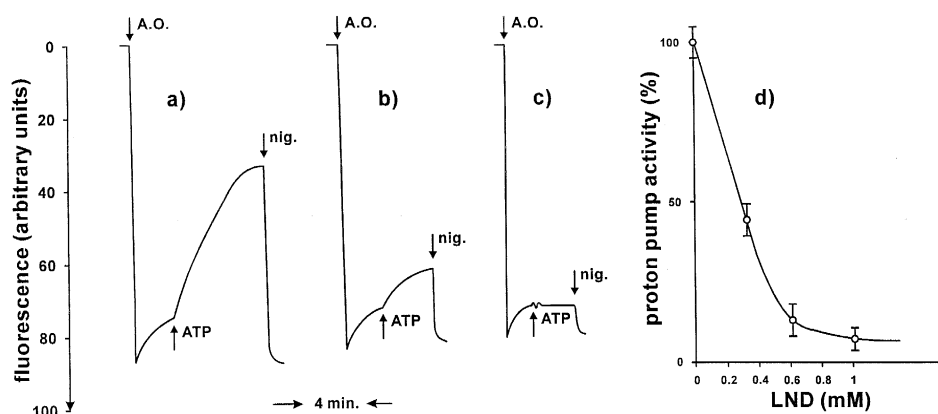 A.O.
A.O.
A.O.
0
20
40
60
80
100
fluorescence (arbitrary units)
a)
b)
c)
d)
nig.
nig.
nig.
ATP
ATP
ATP
4 min.
100
50
0
proton pump activity (%)
0 0.2 0.4 0.6 0.8 1
LND (mM)